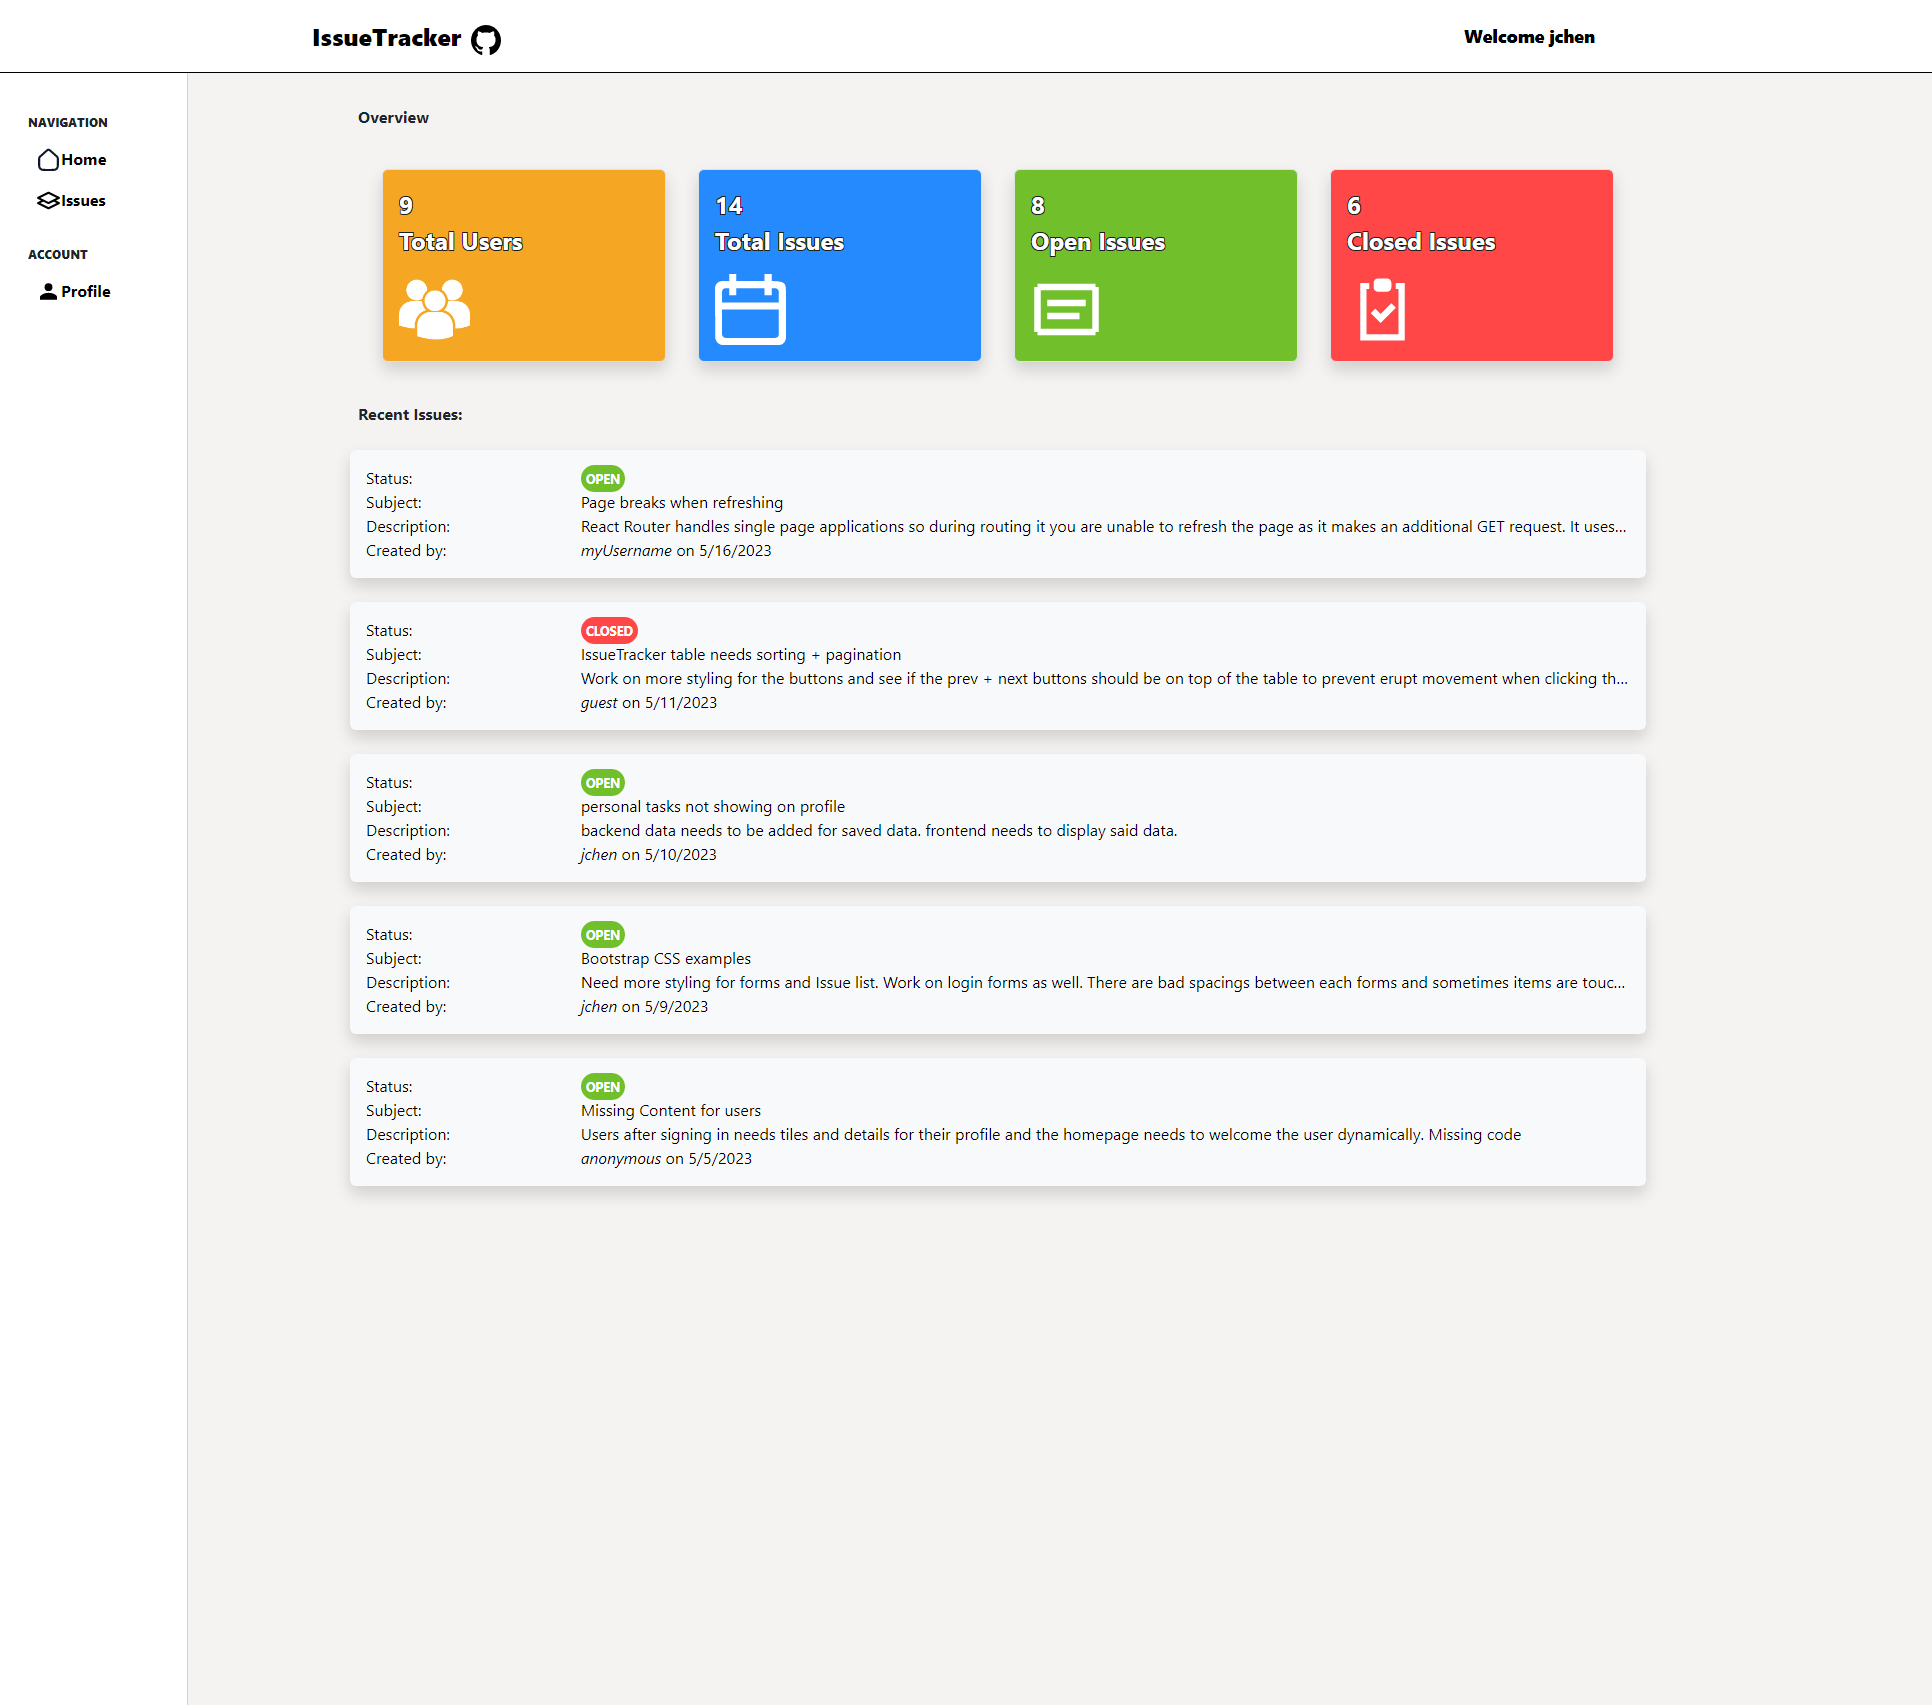 IssueTracker
Welcome jchen
NAVIGATION
Home
Issues
ACCOUNT
Profile
Overview
9
Total Users
14
Total Issues
8
Open Issues
6
Closed Issues
Recent Issues:
Status: OPEN
Subject: Page breaks when refreshing
Description: React Router handles single page applications so during routing it you are unable to refresh the page as it makes an additional GET request. It uses...
Created by: myUsername on 5/16/2023
Status: CLOSED
Subject: IssueTracker table needs sorting + pagination
Description: Work on more styling for the buttons and see if the prev + next buttons should be on top of the table to prevent erupt movement when clicking th...
Created by: guest on 5/11/2023
Status: OPEN
Subject: personal tasks not showing on profile
Description: backend data needs to be added for saved data. frontend needs to display said data.
Created by: jchen on 5/10/2023
Status: OPEN
Subject: Bootstrap CSS examples
Description: Need more styling for forms and Issue list. Work on login forms as well. There are bad spacings between each forms and sometimes items are touc...
Created by: jchen on 5/9/2023
Status: OPEN
Subject: Missing Content for users
Description: Users after signing in needs tiles and details for their profile and the homepage needs to welcome the user dynamically. Missing code
Created by: anonymous on 5/5/2023